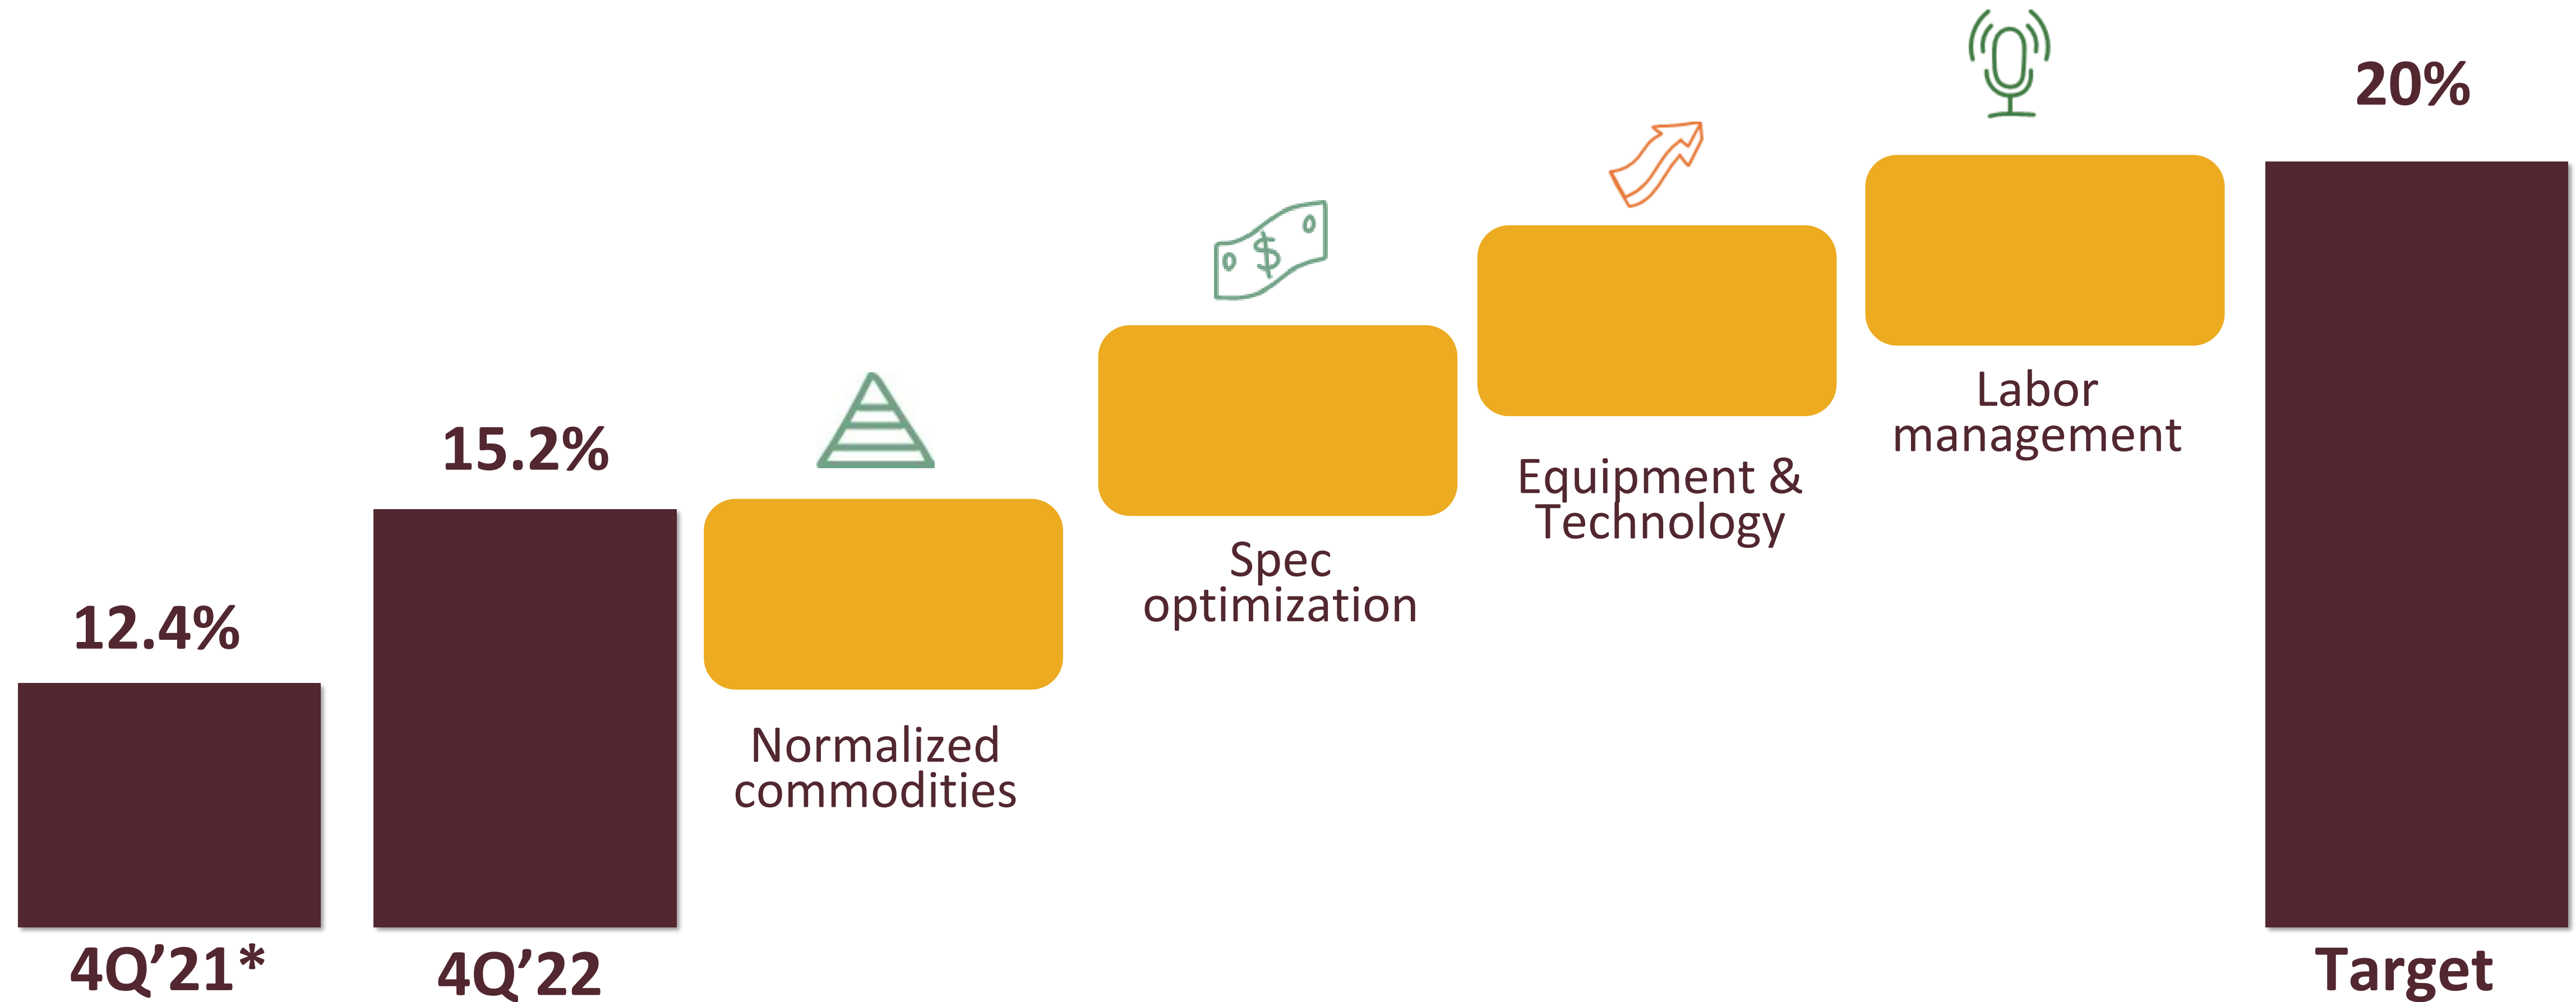 12.4%
4Q’21*
15.2%
4Q’22
Normalized
commodities
$
Spec
optimization
Equipment &
Technology
Labor
management
20%
Target